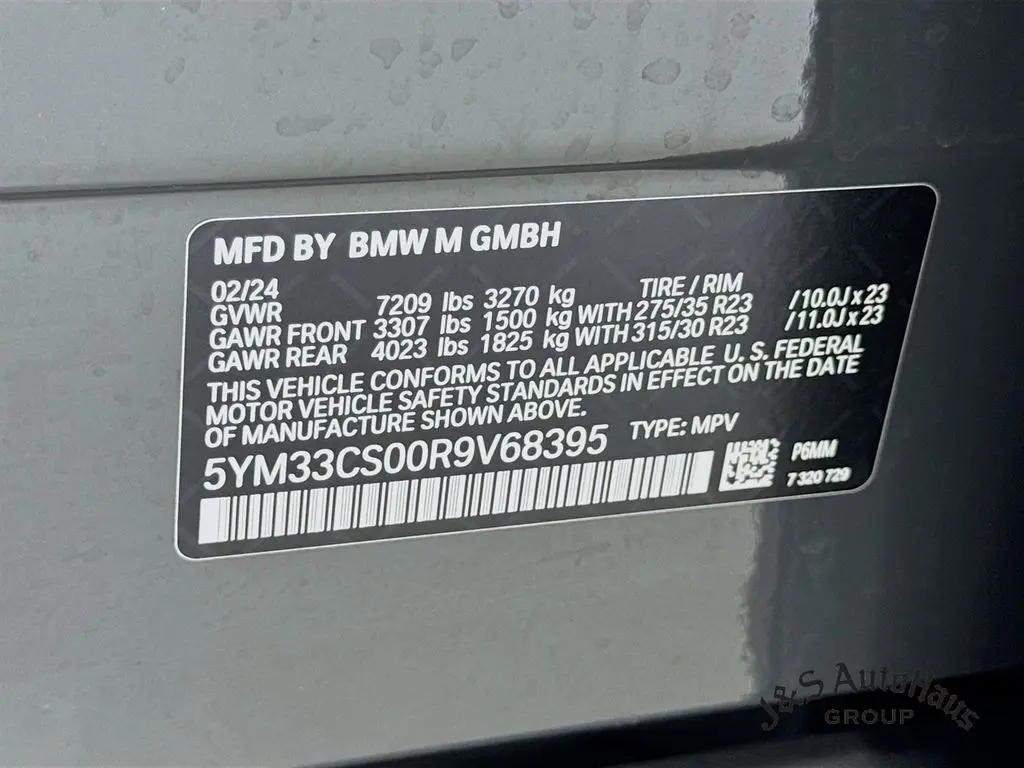 MFD BY BMW M GMBH
02/24 TIRE / RIM
GVWR 7209 lbs 3270 kg
GAWR FRONT 3307 lbs 1500 kg WITH 275/35 R23 /10.0J x 23
GAWR REAR 4023 lbs 1825 kg WITH 315/30 R23 /11.0J x 23
THIS VEHICLE CONFORMS TO ALL APPLICABLE U. S. FEDERAL
MOTOR VEHICLE SAFETY STANDARDS IN EFFECT ON THE DATE
OF MANUFACTURE SHOWN ABOVE.
5YM33CS00R9V68395 TYPE: MPV
P6MM
7 320 729
J&S AutoHaus
GROUP